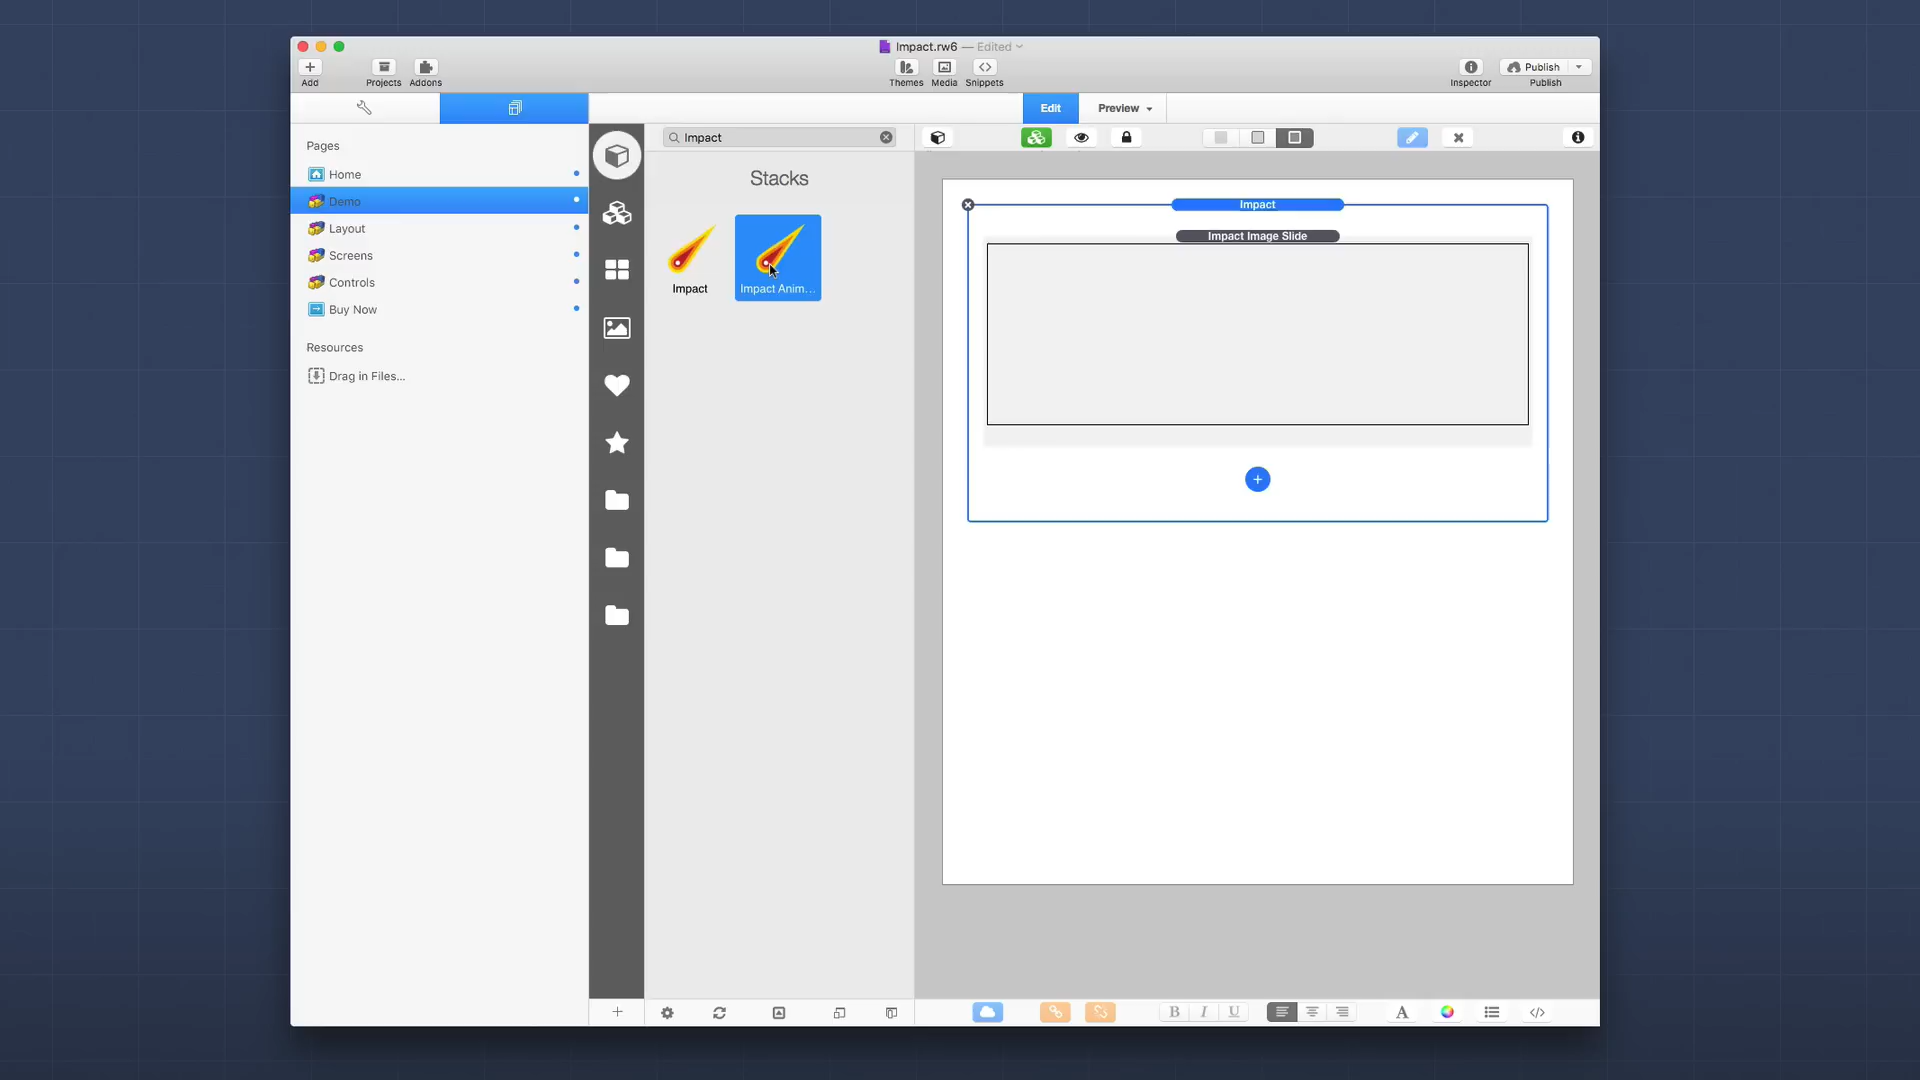 Impact.rw6 — Edited
Add
Projects
Addons
Themes
Media
Snippets
Inspector
Publish
Publish
Edit
Preview
Impact
Pages
Home
Demo
Layout
Screens
Controls
Buy Now
Resources
Drag in Files...
Stacks
Impact
Impact Anim...
Impact
Impact Image Slide
B I U
A